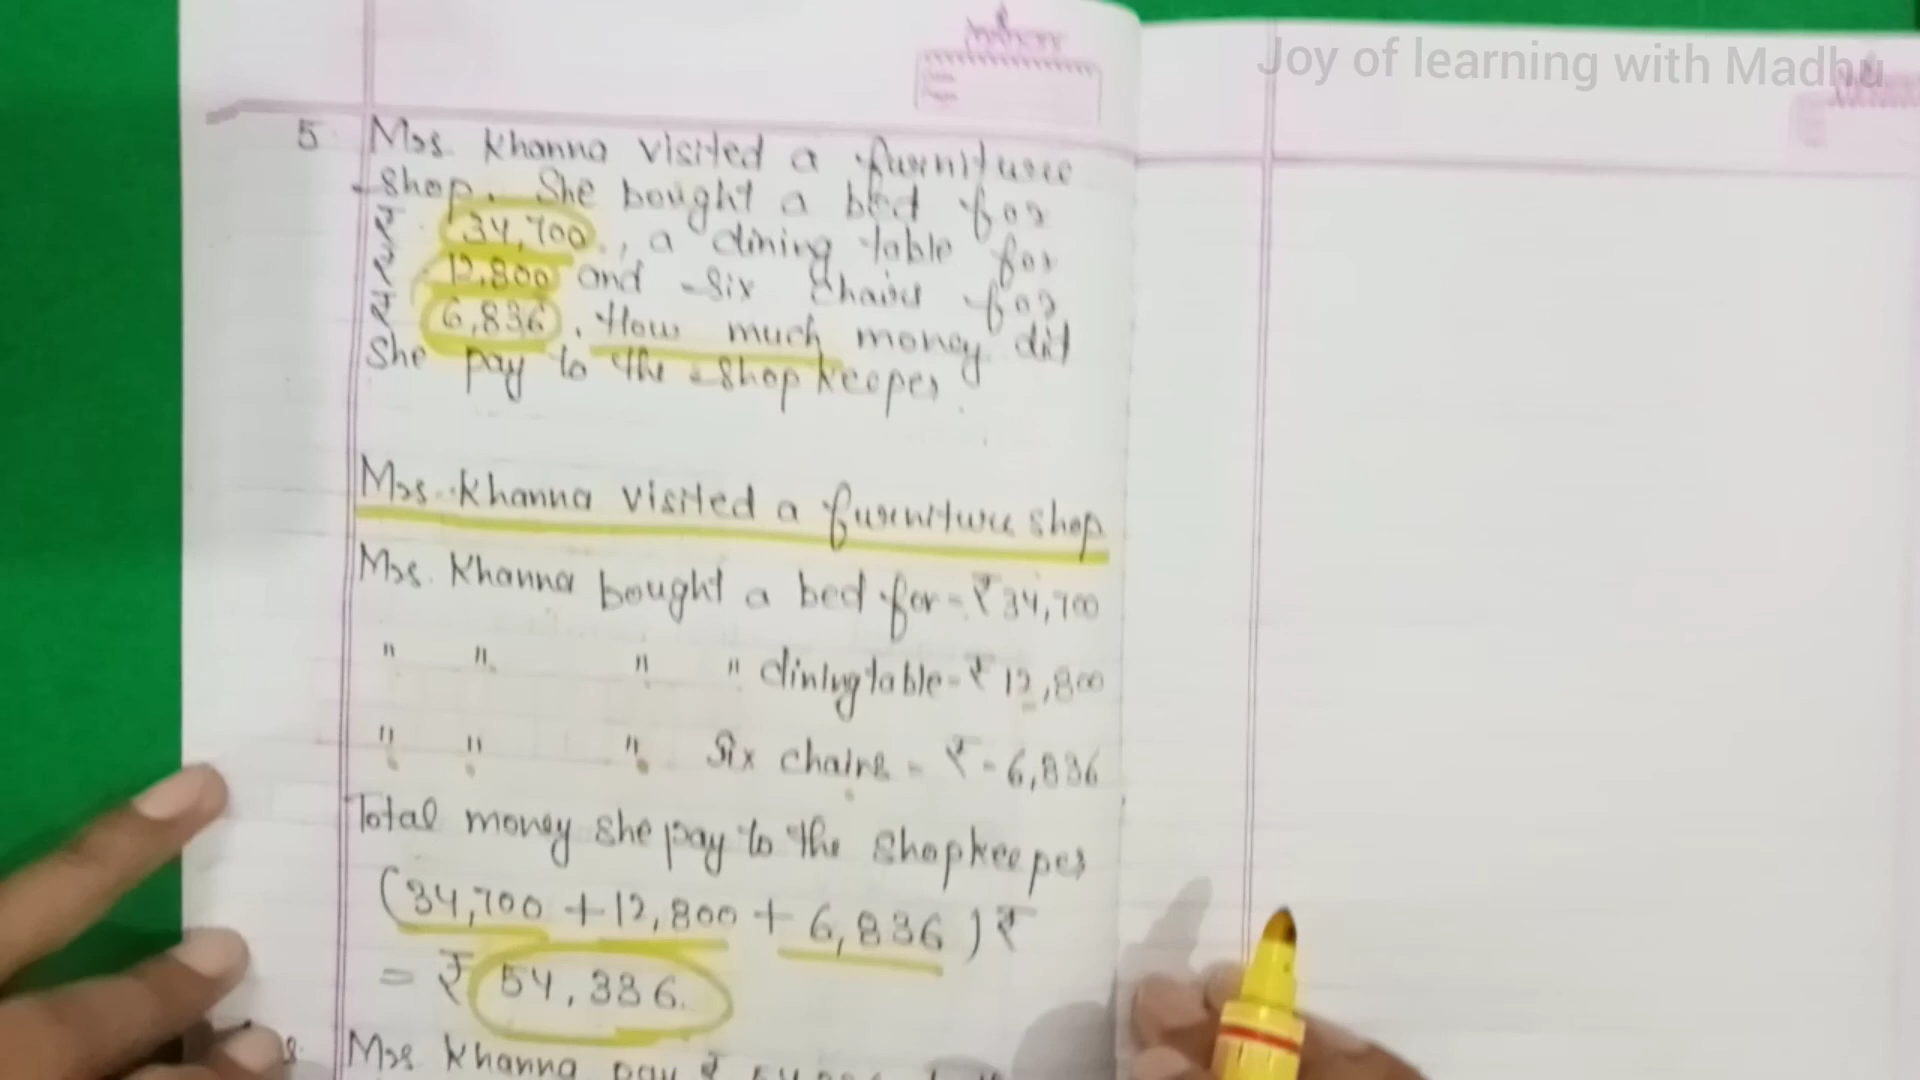 Joy of learning with Madhu
5 Mrs. Khanna visited a furniture
shop. She bought a bed for
₹ 34,700., a dining table for
₹ 12,800 and six chairs for
₹ 6,836. How much money did
she pay to the shopkeeper.
Mrs. Khanna visited a furniture shop
Mrs. Khanna bought a bed for = ₹ 34,700
" " " " dining table - ₹ 12,800
" " " Six chairs = ₹ - 6,836
Total money she pay to the shopkeeper
(34,700 + 12,800 + 6,836) ₹
= ₹ 54,336.
Mrs Khanna pay ₹